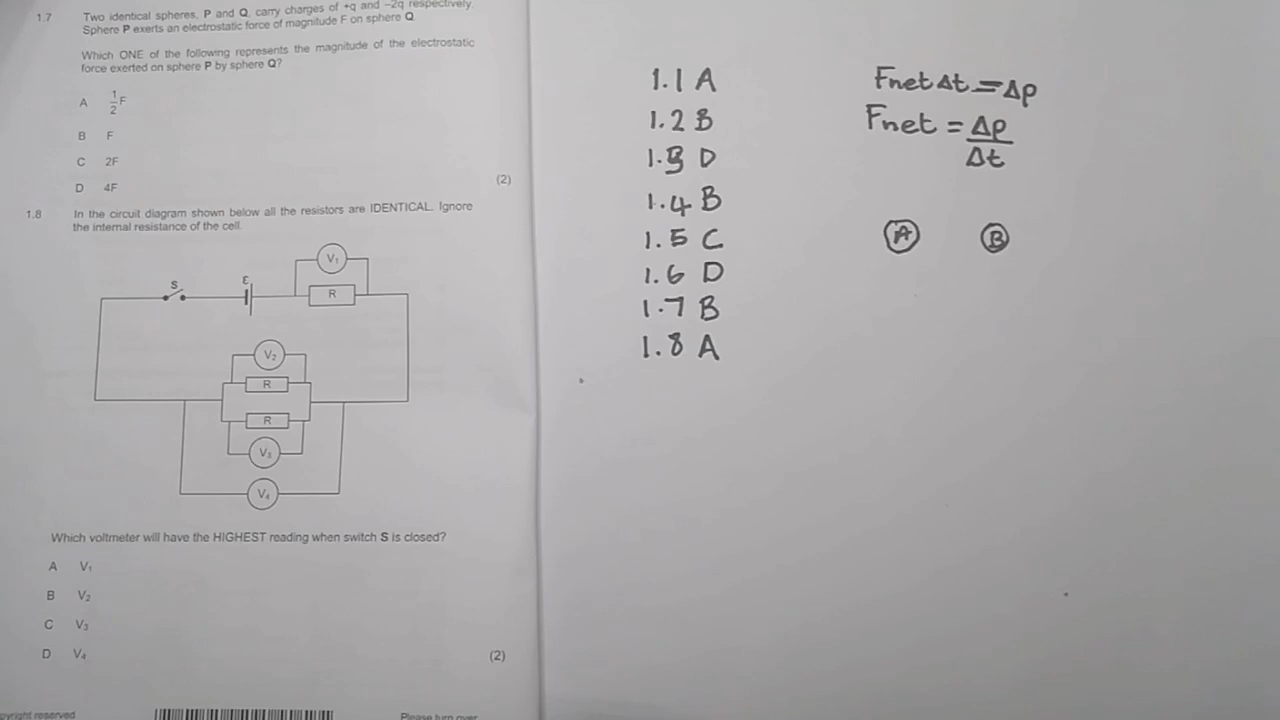 1.7 Two identical spheres, P and Q, carry charges of +q and –2q respectively.
Sphere P exerts an electrostatic force of magnitude F on sphere Q.
Which ONE of the following represents the magnitude of the electrostatic
force exerted on sphere P by sphere Q?
A 1/2 F
B F
C 2F
D 4F
(2)
1.8 In the circuit diagram shown below all the resistors are IDENTICAL. Ignore
the internal resistance of the cell.
S
ε
V₁
R
V₂
R
R
V₃
V₄
Which voltmeter will have the HIGHEST reading when switch S is closed?
A V₁
B V₂
C V₃
D V₄
(2)
pyright reserved
Please turn over
1.1 A
1.2 B
1.3 D
1.4 B
1.5 C
1.6 D
1.7 B
1.8 A
Fnet Δt = Δp
Fnet = Δp/Δt
A B